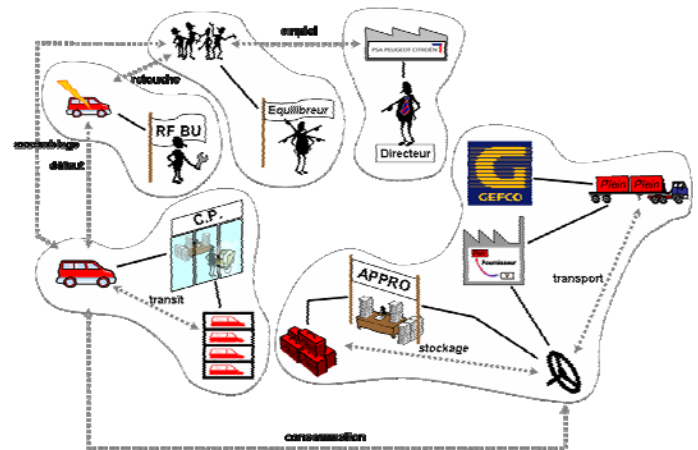 emploi
PSA PEUGEOT CITROËN
retouche
RF BU
Equilibreur
Directeur
assemblage
défaut
GEFCO
Plein Plein
C.P.
Fournisseur
APPRO
transit
transport
stockage
consommation